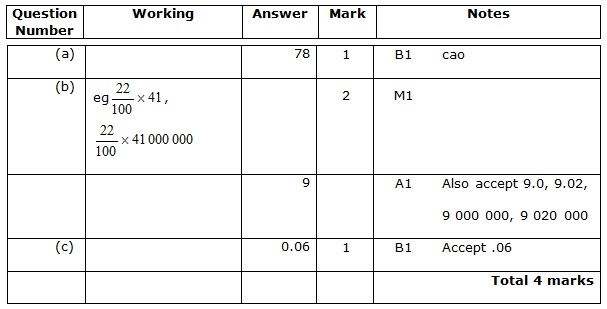 Question Number Working Answer Mark Notes
(a) 78 1 B1 cao
(b) eg 22/100 × 41 , 2 M1
22/100 × 41 000 000
9 A1 Also accept 9.0, 9.02,
9 000 000, 9 020 000
(c) 0.06 1 B1 Accept .06
Total 4 marks